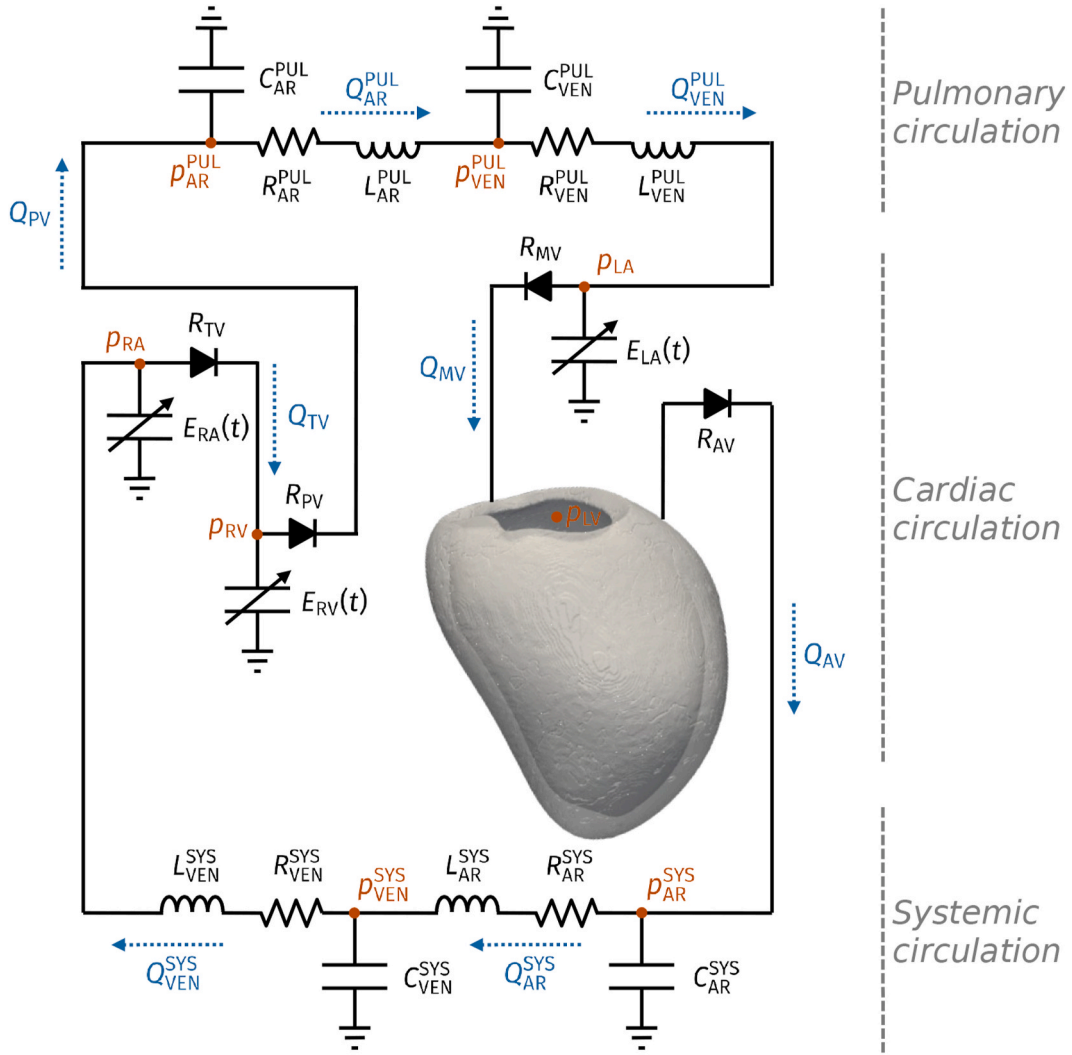 C_AR^PUL
Q_AR^PUL
C_VEN^PUL
Q_VEN^PUL
Pulmonary
circulation
p_AR^PUL
R_AR^PUL
L_AR^PUL
p_VEN^PUL
R_VEN^PUL
L_VEN^PUL
Q_PV
R_MV
p_LA
R_TV
p_RA
E_LA(t)
Q_MV
Q_TV
E_RA(t)
R_AV
R_PV
p_RV
p_LV
Cardiac
circulation
E_RV(t)
Q_AV
L_VEN^SYS
R_VEN^SYS
p_VEN^SYS
L_AR^SYS
R_AR^SYS
p_AR^SYS
Systemic
circulation
Q_VEN^SYS
C_VEN^SYS
Q_AR^SYS
C_AR^SYS